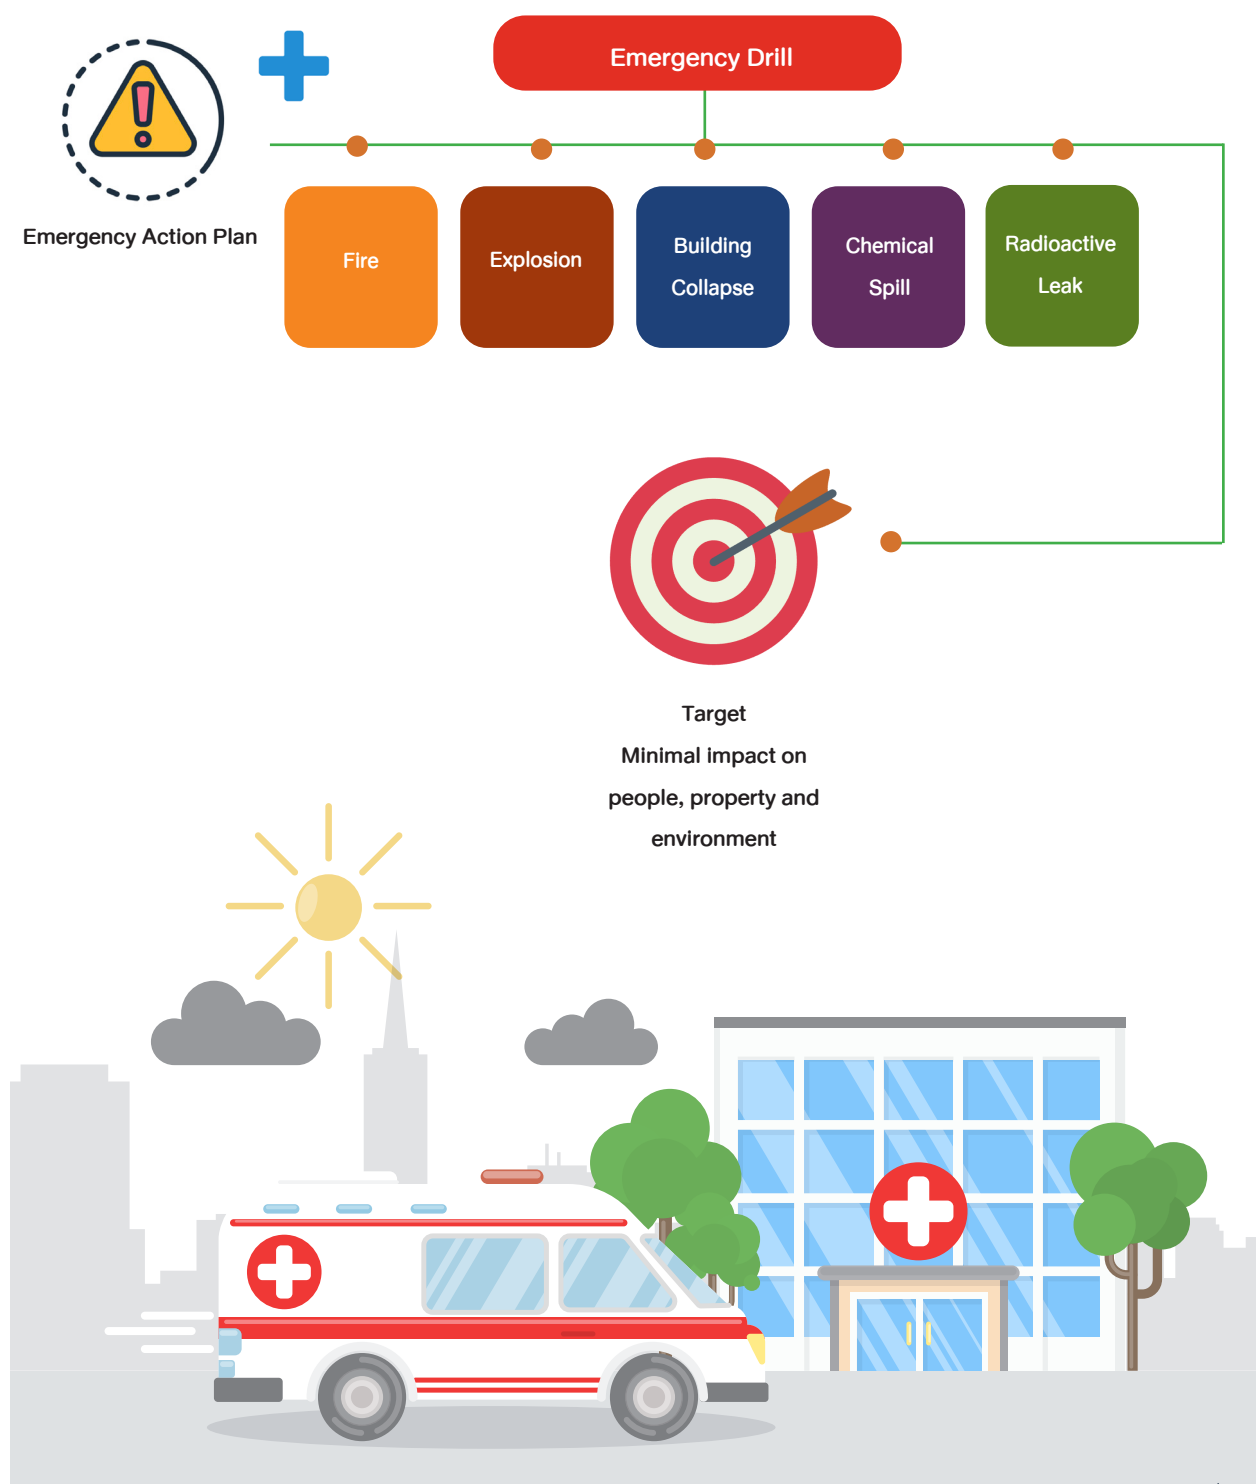 Emergency Drill
Emergency Action Plan
Fire
Explosion
Building
Collapse
Chemical
Spill
Radioactive
Leak
Target
Minimal impact on
people, property and
environment